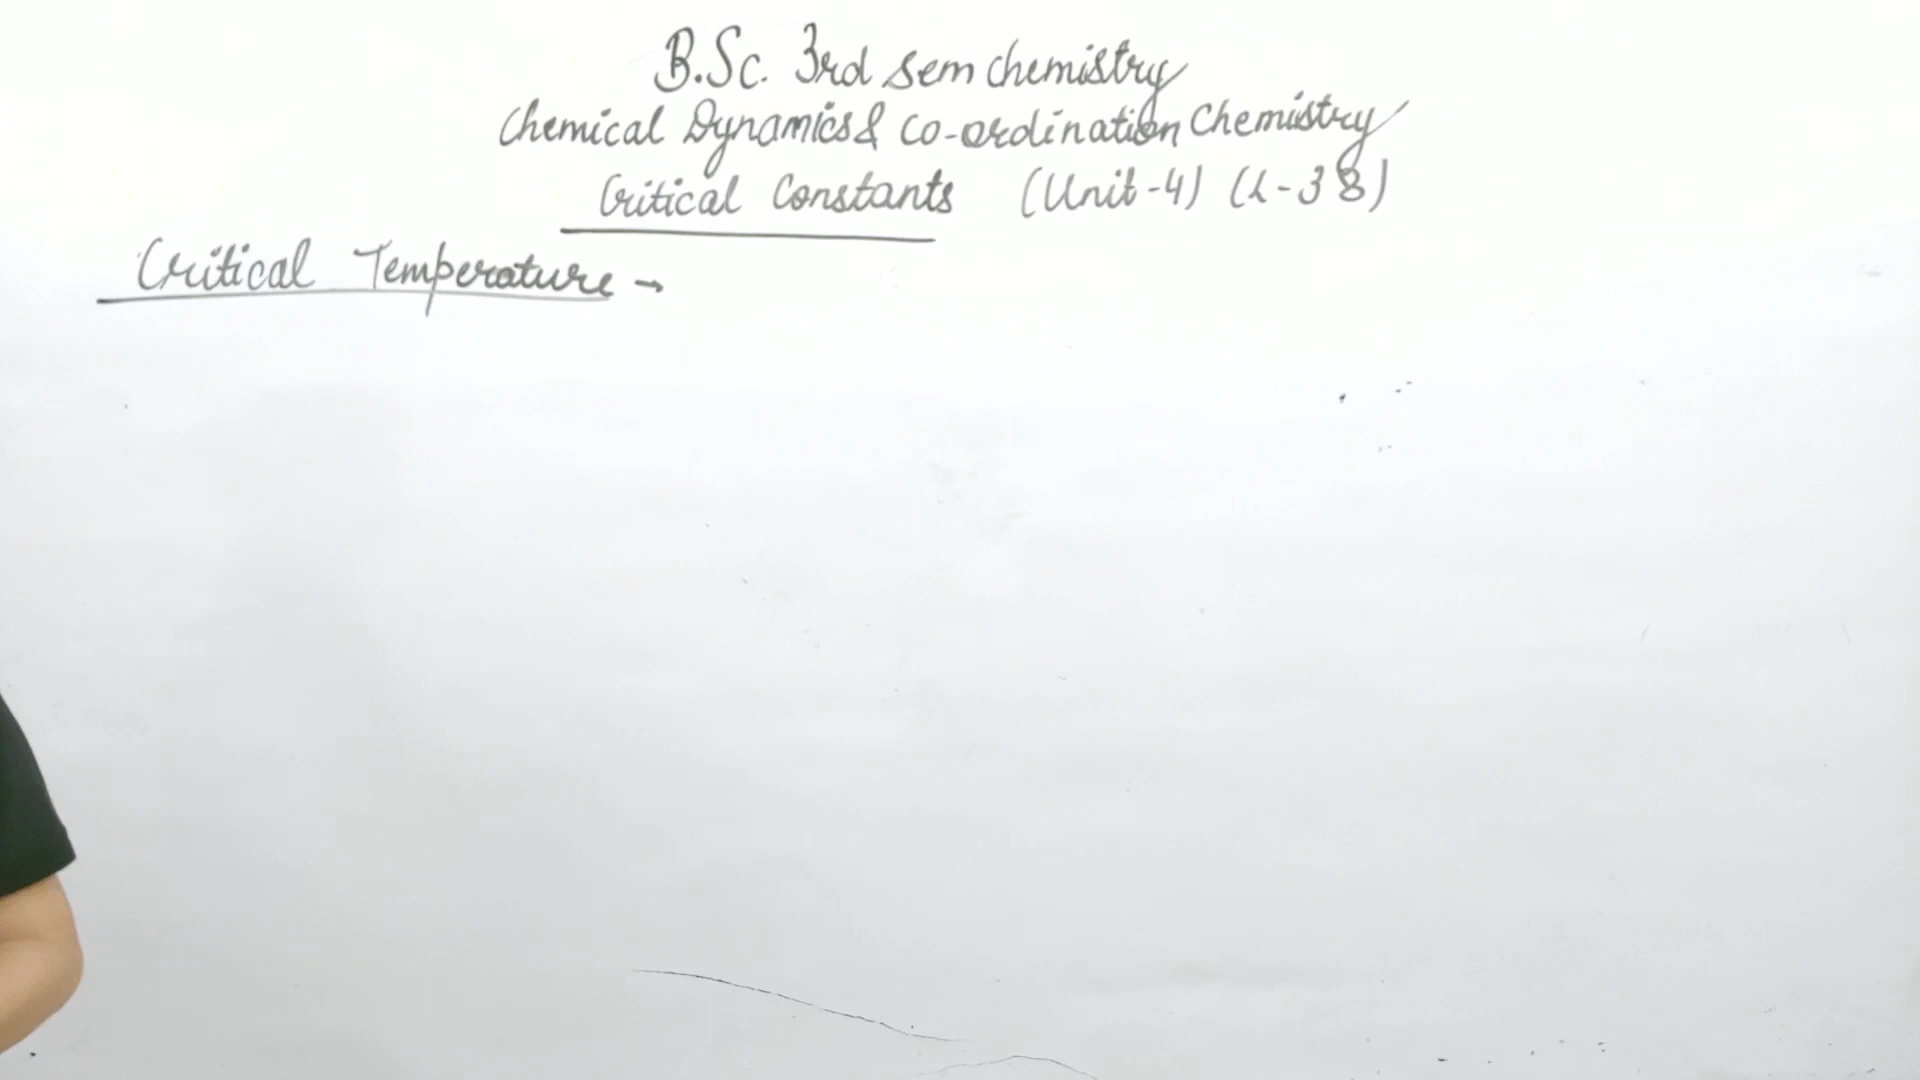 B.Sc. 3rd sem chemistry
Chemical Dynamics & co-ordination Chemistry
Critical Constants (Unit-4) (L-38)
Critical Temperature →